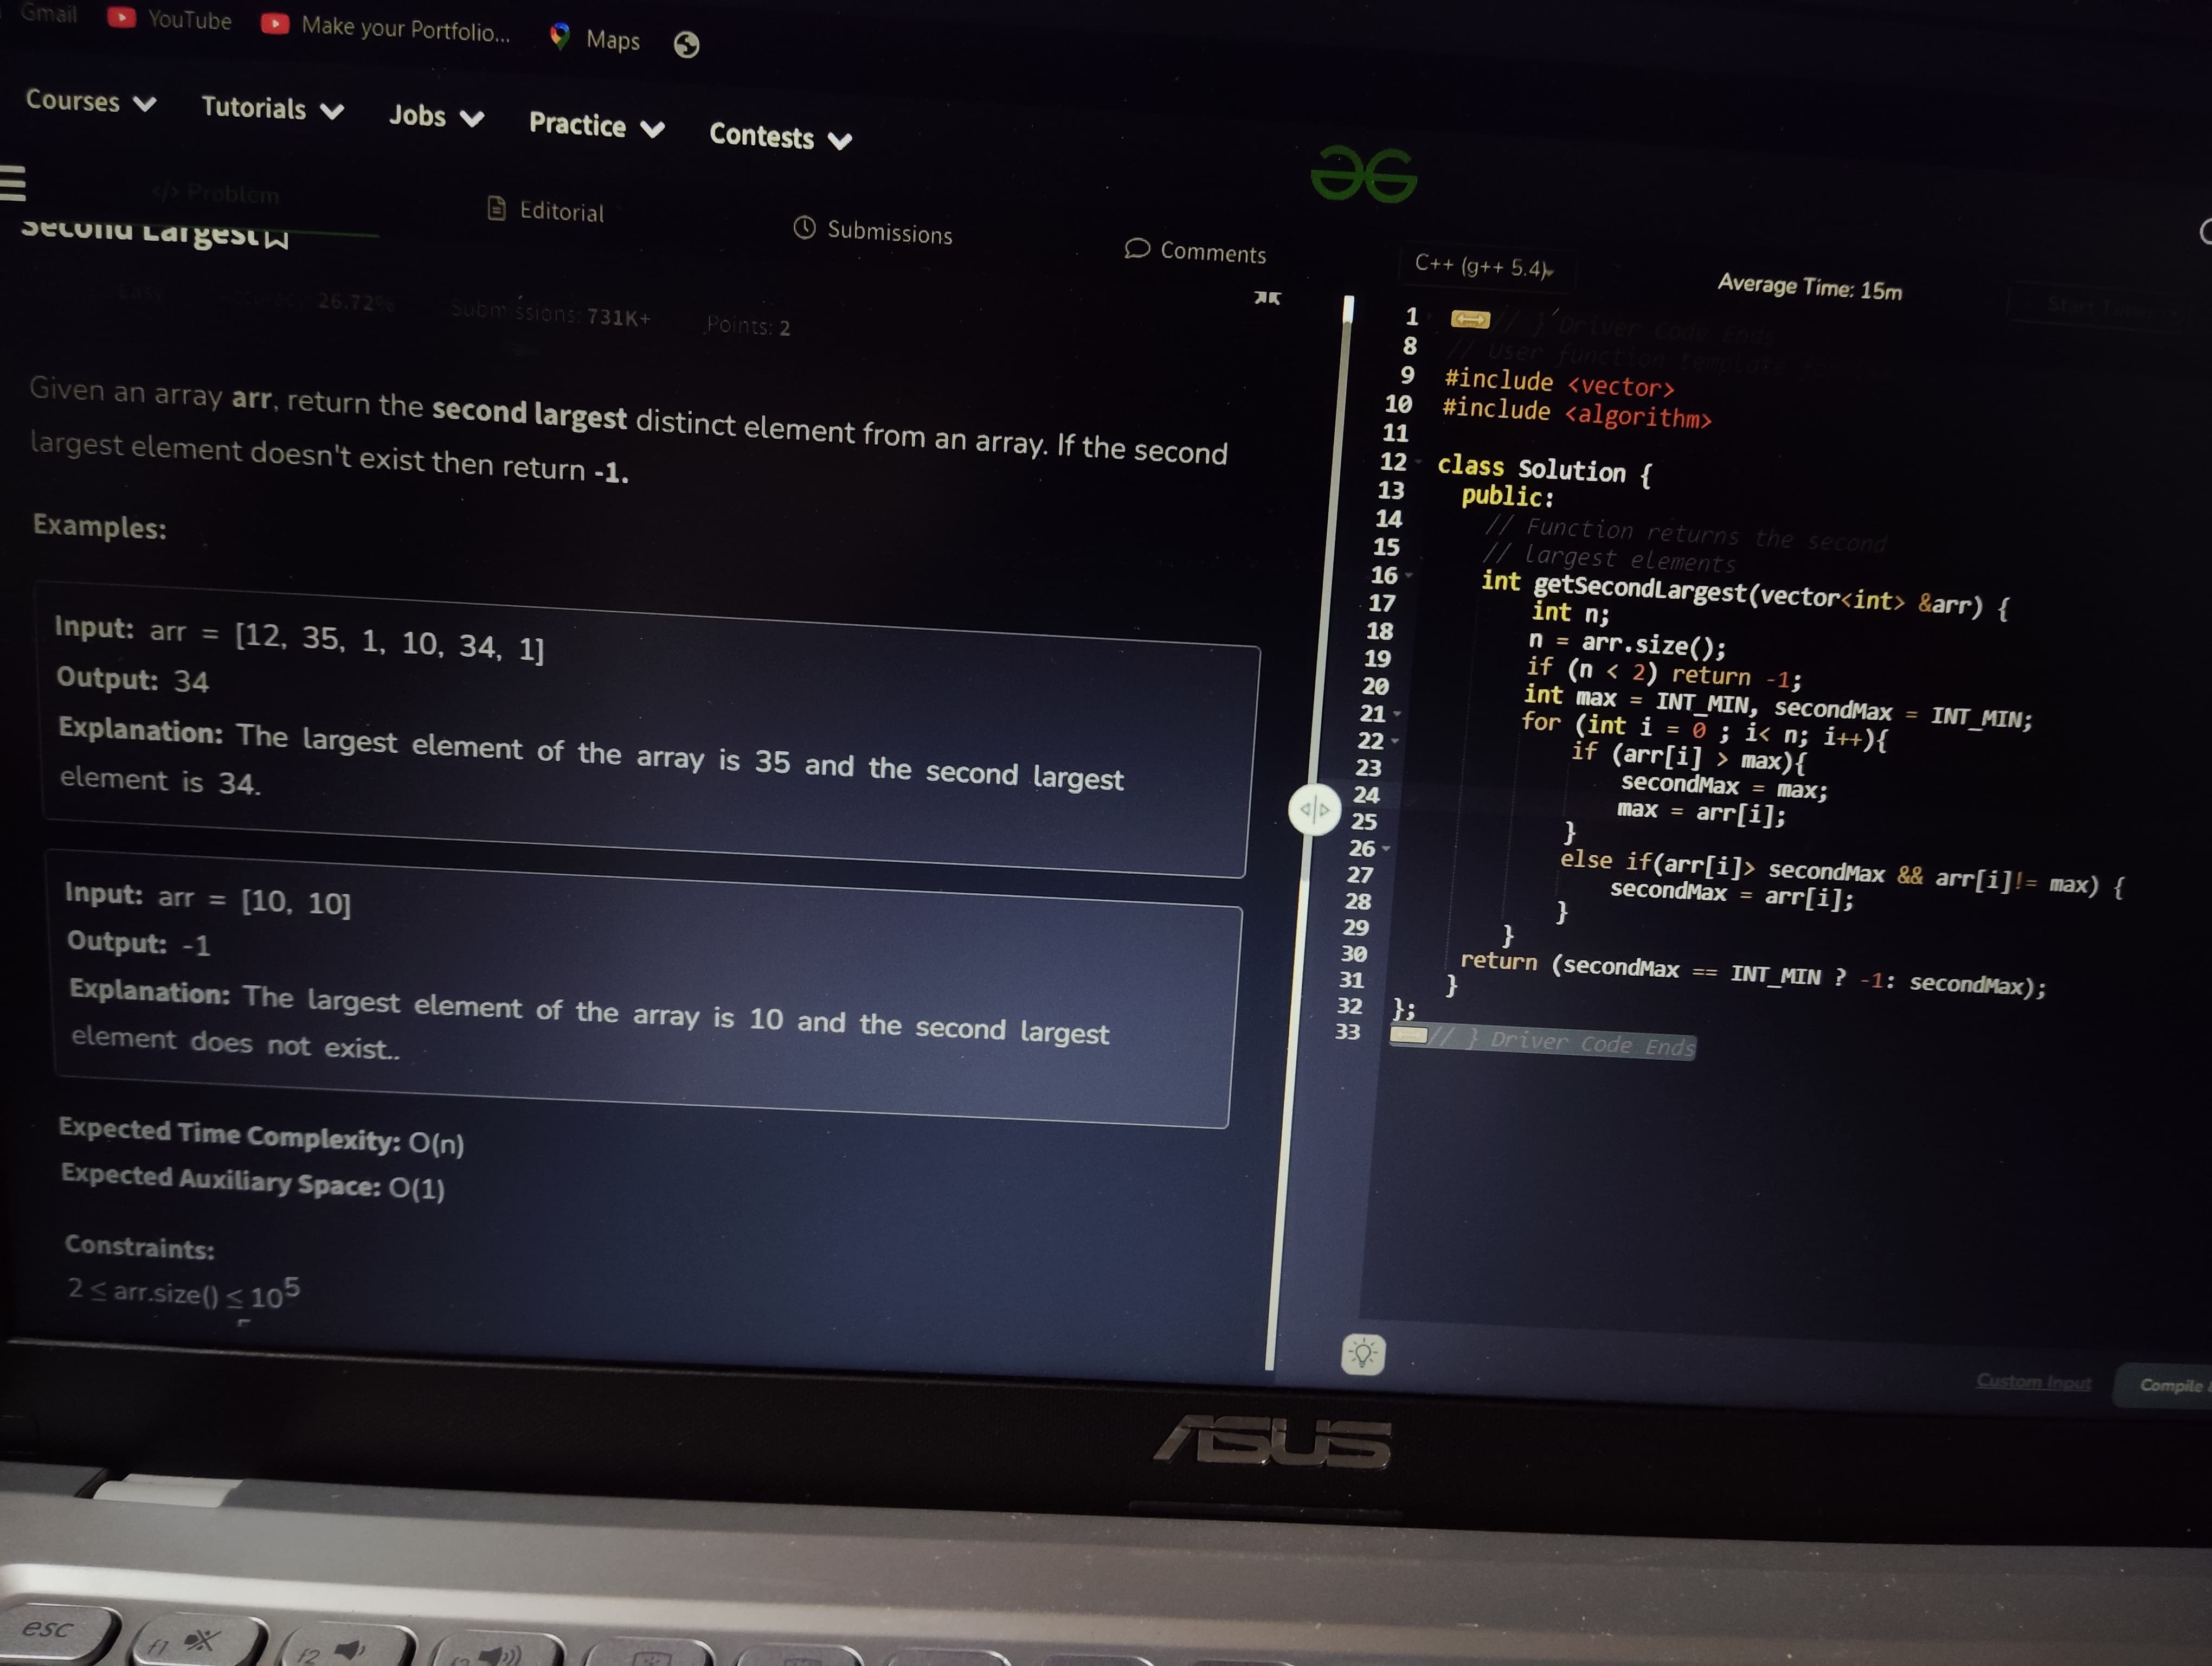 Gmail YouTube Make your Portfolio... Maps
Courses Tutorials Jobs Practice Contests
</> Problem Editorial Submissions Comments
Second Largest
Easy Accuracy: 26.72% Submissions: 731K+ Points: 2
Given an array arr, return the second largest distinct element from an array. If the second
largest element doesn't exist then return -1.
Examples:
Input: arr = [12, 35, 1, 10, 34, 1]
Output: 34
Explanation: The largest element of the array is 35 and the second largest
element is 34.
Input: arr = [10, 10]
Output: -1
Explanation: The largest element of the array is 10 and the second largest
element does not exist..
Expected Time Complexity: O(n)
Expected Auxiliary Space: O(1)
Constraints:
2 ≤ arr.size() ≤ 10^5
C++ (g++ 5.4) Average Time: 15m Start
1 // } Driver Code Ends
8 // User function template
9 #include <vector>
10 #include <algorithm>
11
12 class Solution {
13 public:
14 // Function returns the second
15 // largest elements
16 int getSecondLargest(vector<int> &arr) {
17 int n;
18 n = arr.size();
19 if (n < 2) return -1;
20 int max = INT_MIN, secondMax = INT_MIN;
21 for (int i = 0 ; i< n; i++){
22 if (arr[i] > max){
23 secondMax = max;
24 max = arr[i];
25 }
26 else if(arr[i]> secondMax && arr[i]!= max) {
27 secondMax = arr[i];
28 }
29 }
30 return (secondMax == INT_MIN ? -1: secondMax);
31 }
32 };
33 // } Driver Code Ends
Custom Input Compile
ASUS
esc f1 f2